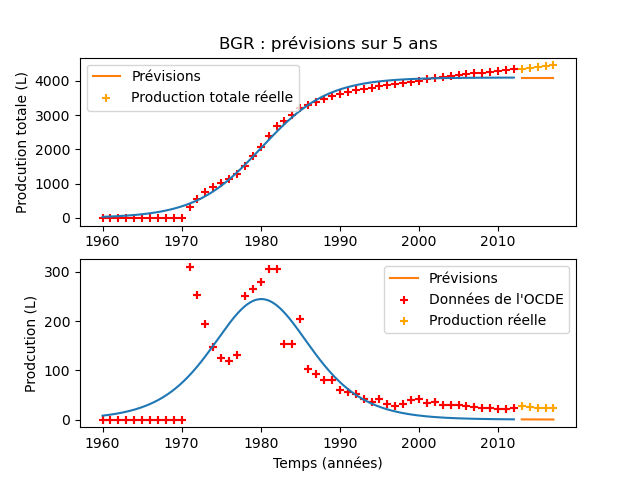 BGR : prévisions sur 5 ans
Prodcution totale (L)
4000
3000
2000
1000
0
Prévisions
Production totale réelle
1960
1970
1980
1990
2000
2010
Prodcution (L)
300
200
100
0
Prévisions
Données de l'OCDE
Production réelle
1960
1970
1980
1990
2000
2010
Temps (années)